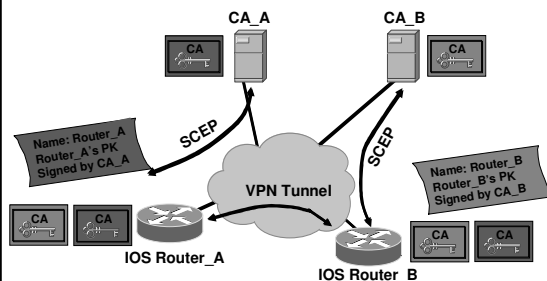 CA_A
CA_B
CA
CA
SCEP
SCEP
Name: Router_A
Router_A's PK
Signed by CA_A
Name: Router_B
Router_B's PK
Signed by CA_B
VPN Tunnel
CA
CA
CA
CA
IOS Router_A
IOS Router_B